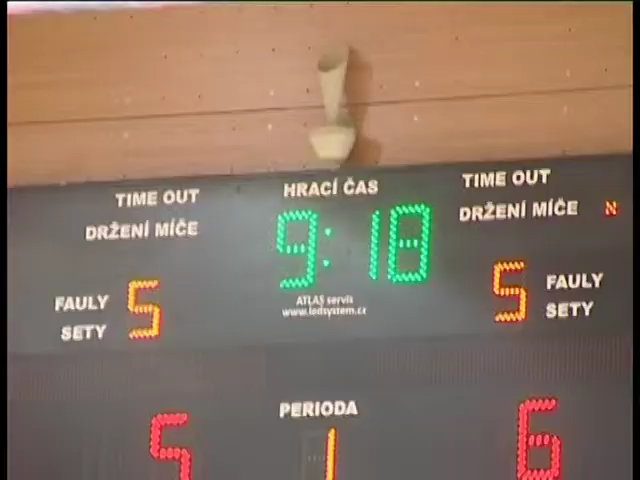 TIME OUT HRACÍ ČAS TIME OUT
DRŽENÍ MÍČE 9:18 DRŽENÍ MÍČE
FAULY SETY 5 ATLAS servis 5 FAULY SETY
www.ledsystem.cz
PERIODA
5 1 6